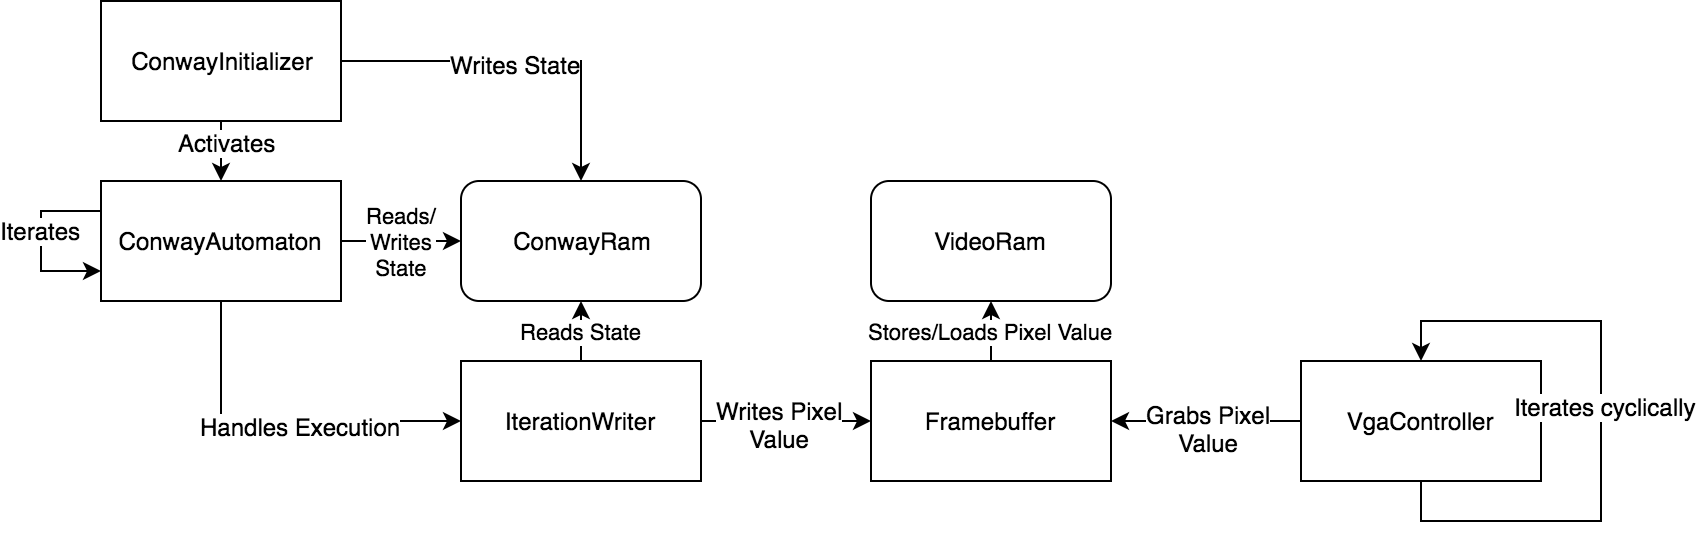 ConwayInitializer
Writes State
Activates
Iterates
ConwayAutomaton
Reads/
Writes
State
ConwayRam
VideoRam
Reads State
Stores/Loads Pixel Value
Handles Execution
IterationWriter
Writes Pixel
Value
Framebuffer
Grabs Pixel
Value
VgaController
Iterates cyclically